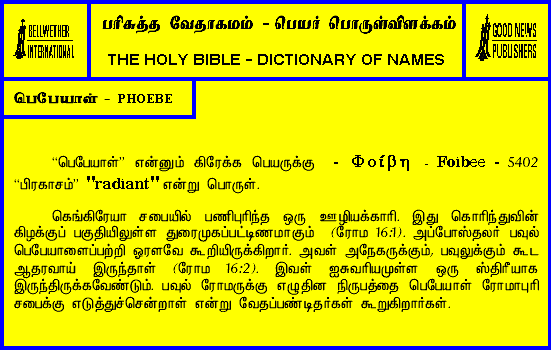 BELLWETHER
INTERNATIONAL
பரிசுத்த வேதாகமம் - பெயர் பொருள்விளக்கம்
THE HOLY BIBLE - DICTIONARY OF NAMES
GOOD NEWS
PUBLISHERS
பெபேயாள் - PHOEBE
“பெபேயாள்” என்னும் கிரேக்க பெயருக்கு - Φοίβη - Foibee - 5402
“பிரகாசம்” "radiant" என்று பொருள்.
கெங்கிரேயா சபையில் பணிபுரிந்த ஒரு ஊழியக்காரி. இது கொரிந்துவின்
கிழக்குப் பகுதியிலுள்ள துரைமுகப்பட்டிணமாகும் (ரோம 16:1). அப்போஸ்தலர் பவுல்
பெபேயாளைப்பற்றி ஓரளவே கூறியிருக்கிறார். அவள் அநேகருக்கும், பவுலுக்கும் கூட
ஆதரவாய் இருந்தாள் (ரோம 16:2). இவள் ஐசுவரியமுள்ள ஒரு ஸ்திரீயாக
இருந்திருக்கவேண்டும். பவுல் ரோமருக்கு எழுதின நிருபத்தை பெபேயாள் ரோமாபுரி
சபைக்கு எடுத்துச்சென்றாள் என்று வேதப்பண்டிதர்கள் கூறுகிறார்கள்.